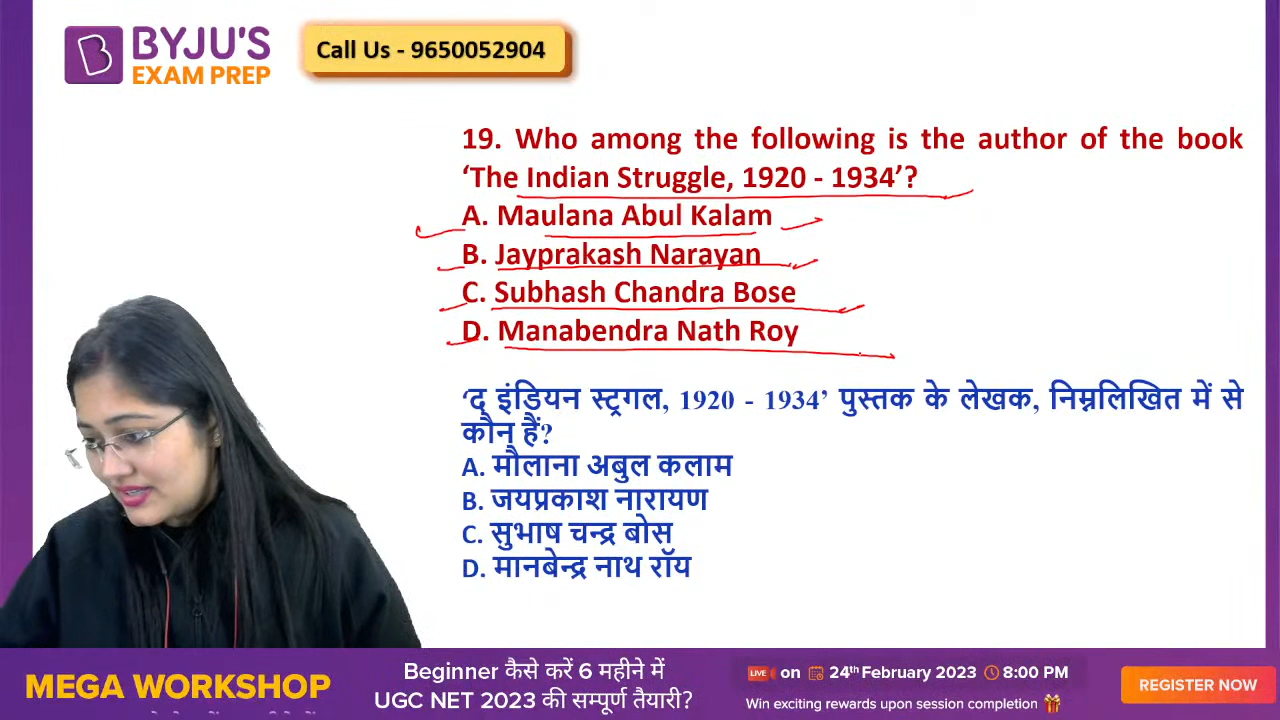 BYJU'S
EXAM PREP
Call Us - 9650052904
19. Who among the following is the author of the book
‘The Indian Struggle, 1920 - 1934’?
A. Maulana Abul Kalam
B. Jayprakash Narayan
C. Subhash Chandra Bose
D. Manabendra Nath Roy
‘द इंडियन स्ट्रगल, 1920 - 1934’ पुस्तक के लेखक, निम्नलिखित में से
कौन हैं?
A. मौलाना अबुल कलाम
B. जयप्रकाश नारायण
C. सुभाष चन्द्र बोस
D. मानबेन्द्र नाथ रॉय
MEGA WORKSHOP
Beginner कैसे करें 6 महीने में
UGC NET 2023 की सम्पूर्ण तैयारी?
LIVE on 24th February 2023 8:00 PM
Win exciting rewards upon session completion
REGISTER NOW